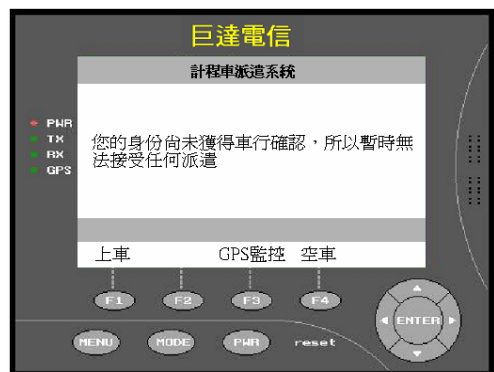 巨達電信
計程車派遣系統
PWR
TX
RX
GPS
您的身份尚未獲得車行確認，所以暫時無
法接受任何派遣
上車 GPS監控 空車
F1 F2 F3 F4
MENU MODE PWR reset
ENTER